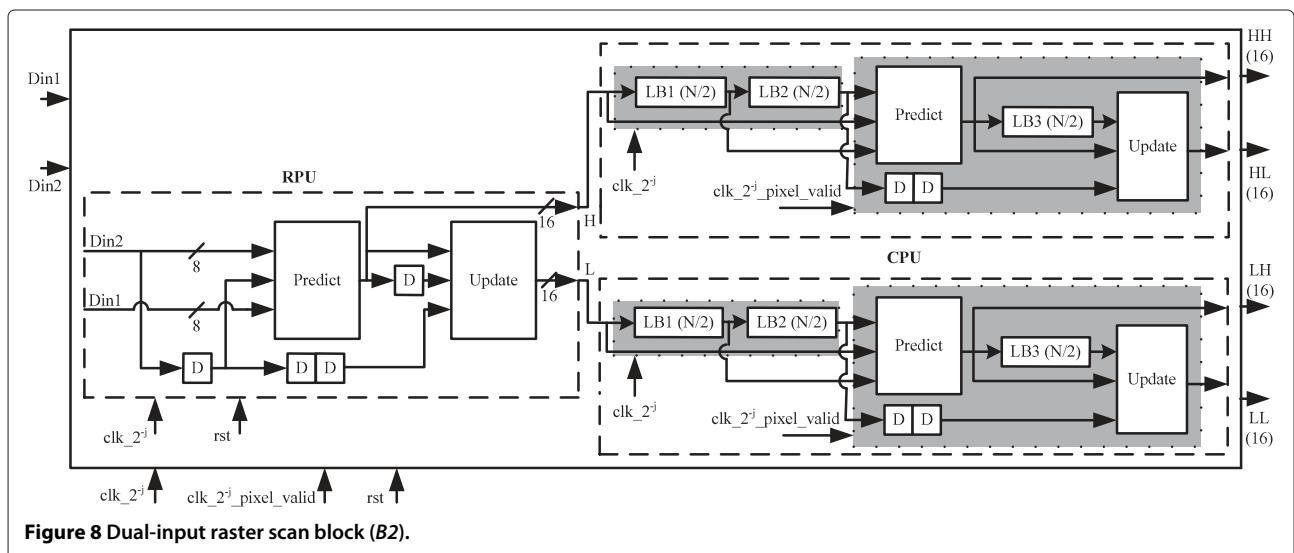 HH
(16)
Din1
LB1 (N/2)
LB2 (N/2)
Predict
LB3 (N/2)
Update
Din2
clk_2⁻ʲ
HL
(16)
RPU
D D
clk_2⁻ʲ_pixel_valid
16
H
Din2
8
Predict
D
Update
Din1
8
16
L
D
D D
clk_2⁻ʲ
rst
CPU
LH
(16)
LB1 (N/2)
LB2 (N/2)
Predict
LB3 (N/2)
Update
clk_2⁻ʲ
clk_2⁻ʲ_pixel_valid
D D
LL
(16)
clk_2⁻ʲ
clk_2⁻ʲ_pixel_valid
rst
Figure 8 Dual-input raster scan block (B2).